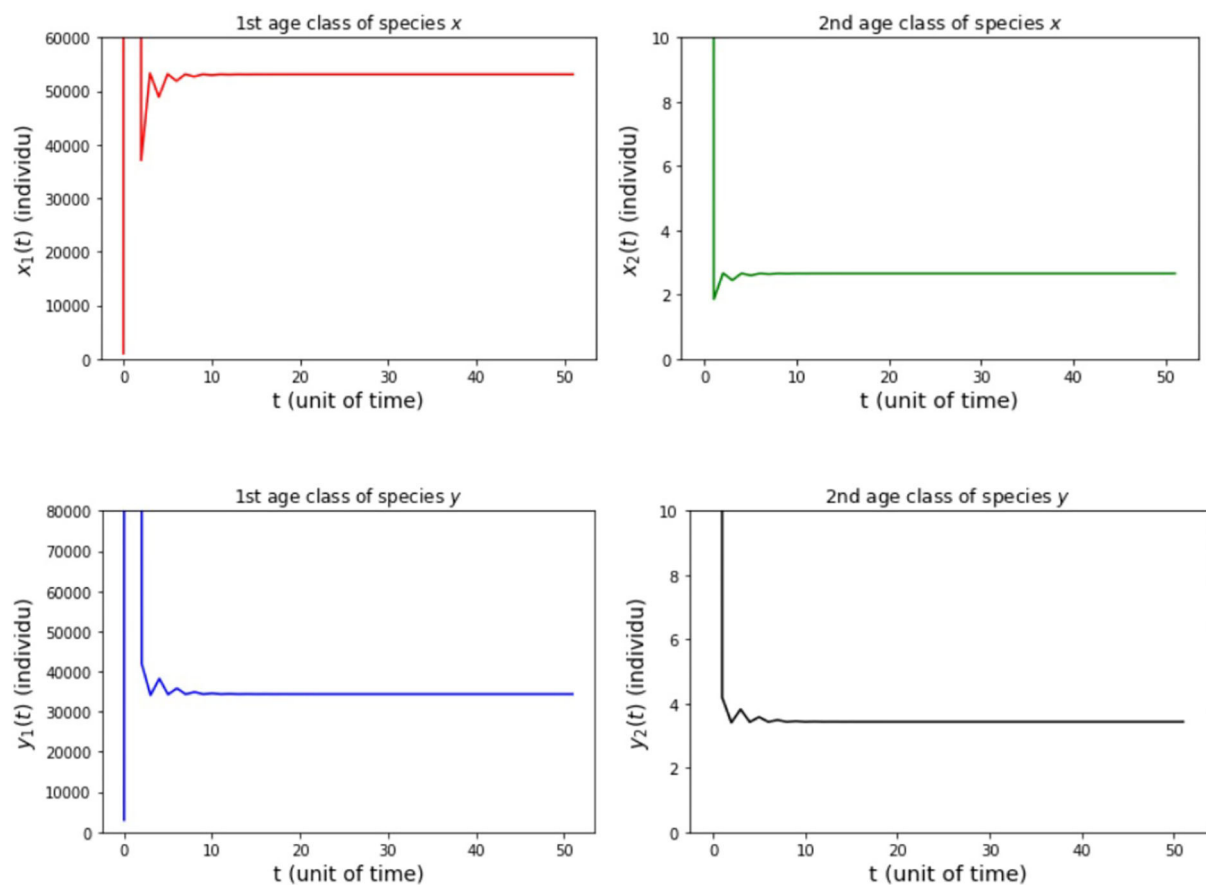 1st age class of species x
60000
50000
40000
30000
20000
10000
0
x₁(t) (individu)
0 10 20 30 40 50
t (unit of time)
2nd age class of species x
10
8
6
4
2
0
x₂(t) (individu)
0 10 20 30 40 50
t (unit of time)
1st age class of species y
80000
70000
60000
50000
40000
30000
20000
10000
0
y₁(t) (individu)
0 10 20 30 40 50
t (unit of time)
2nd age class of species y
10
8
6
4
2
0
y₂(t) (individu)
0 10 20 30 40 50
t (unit of time)